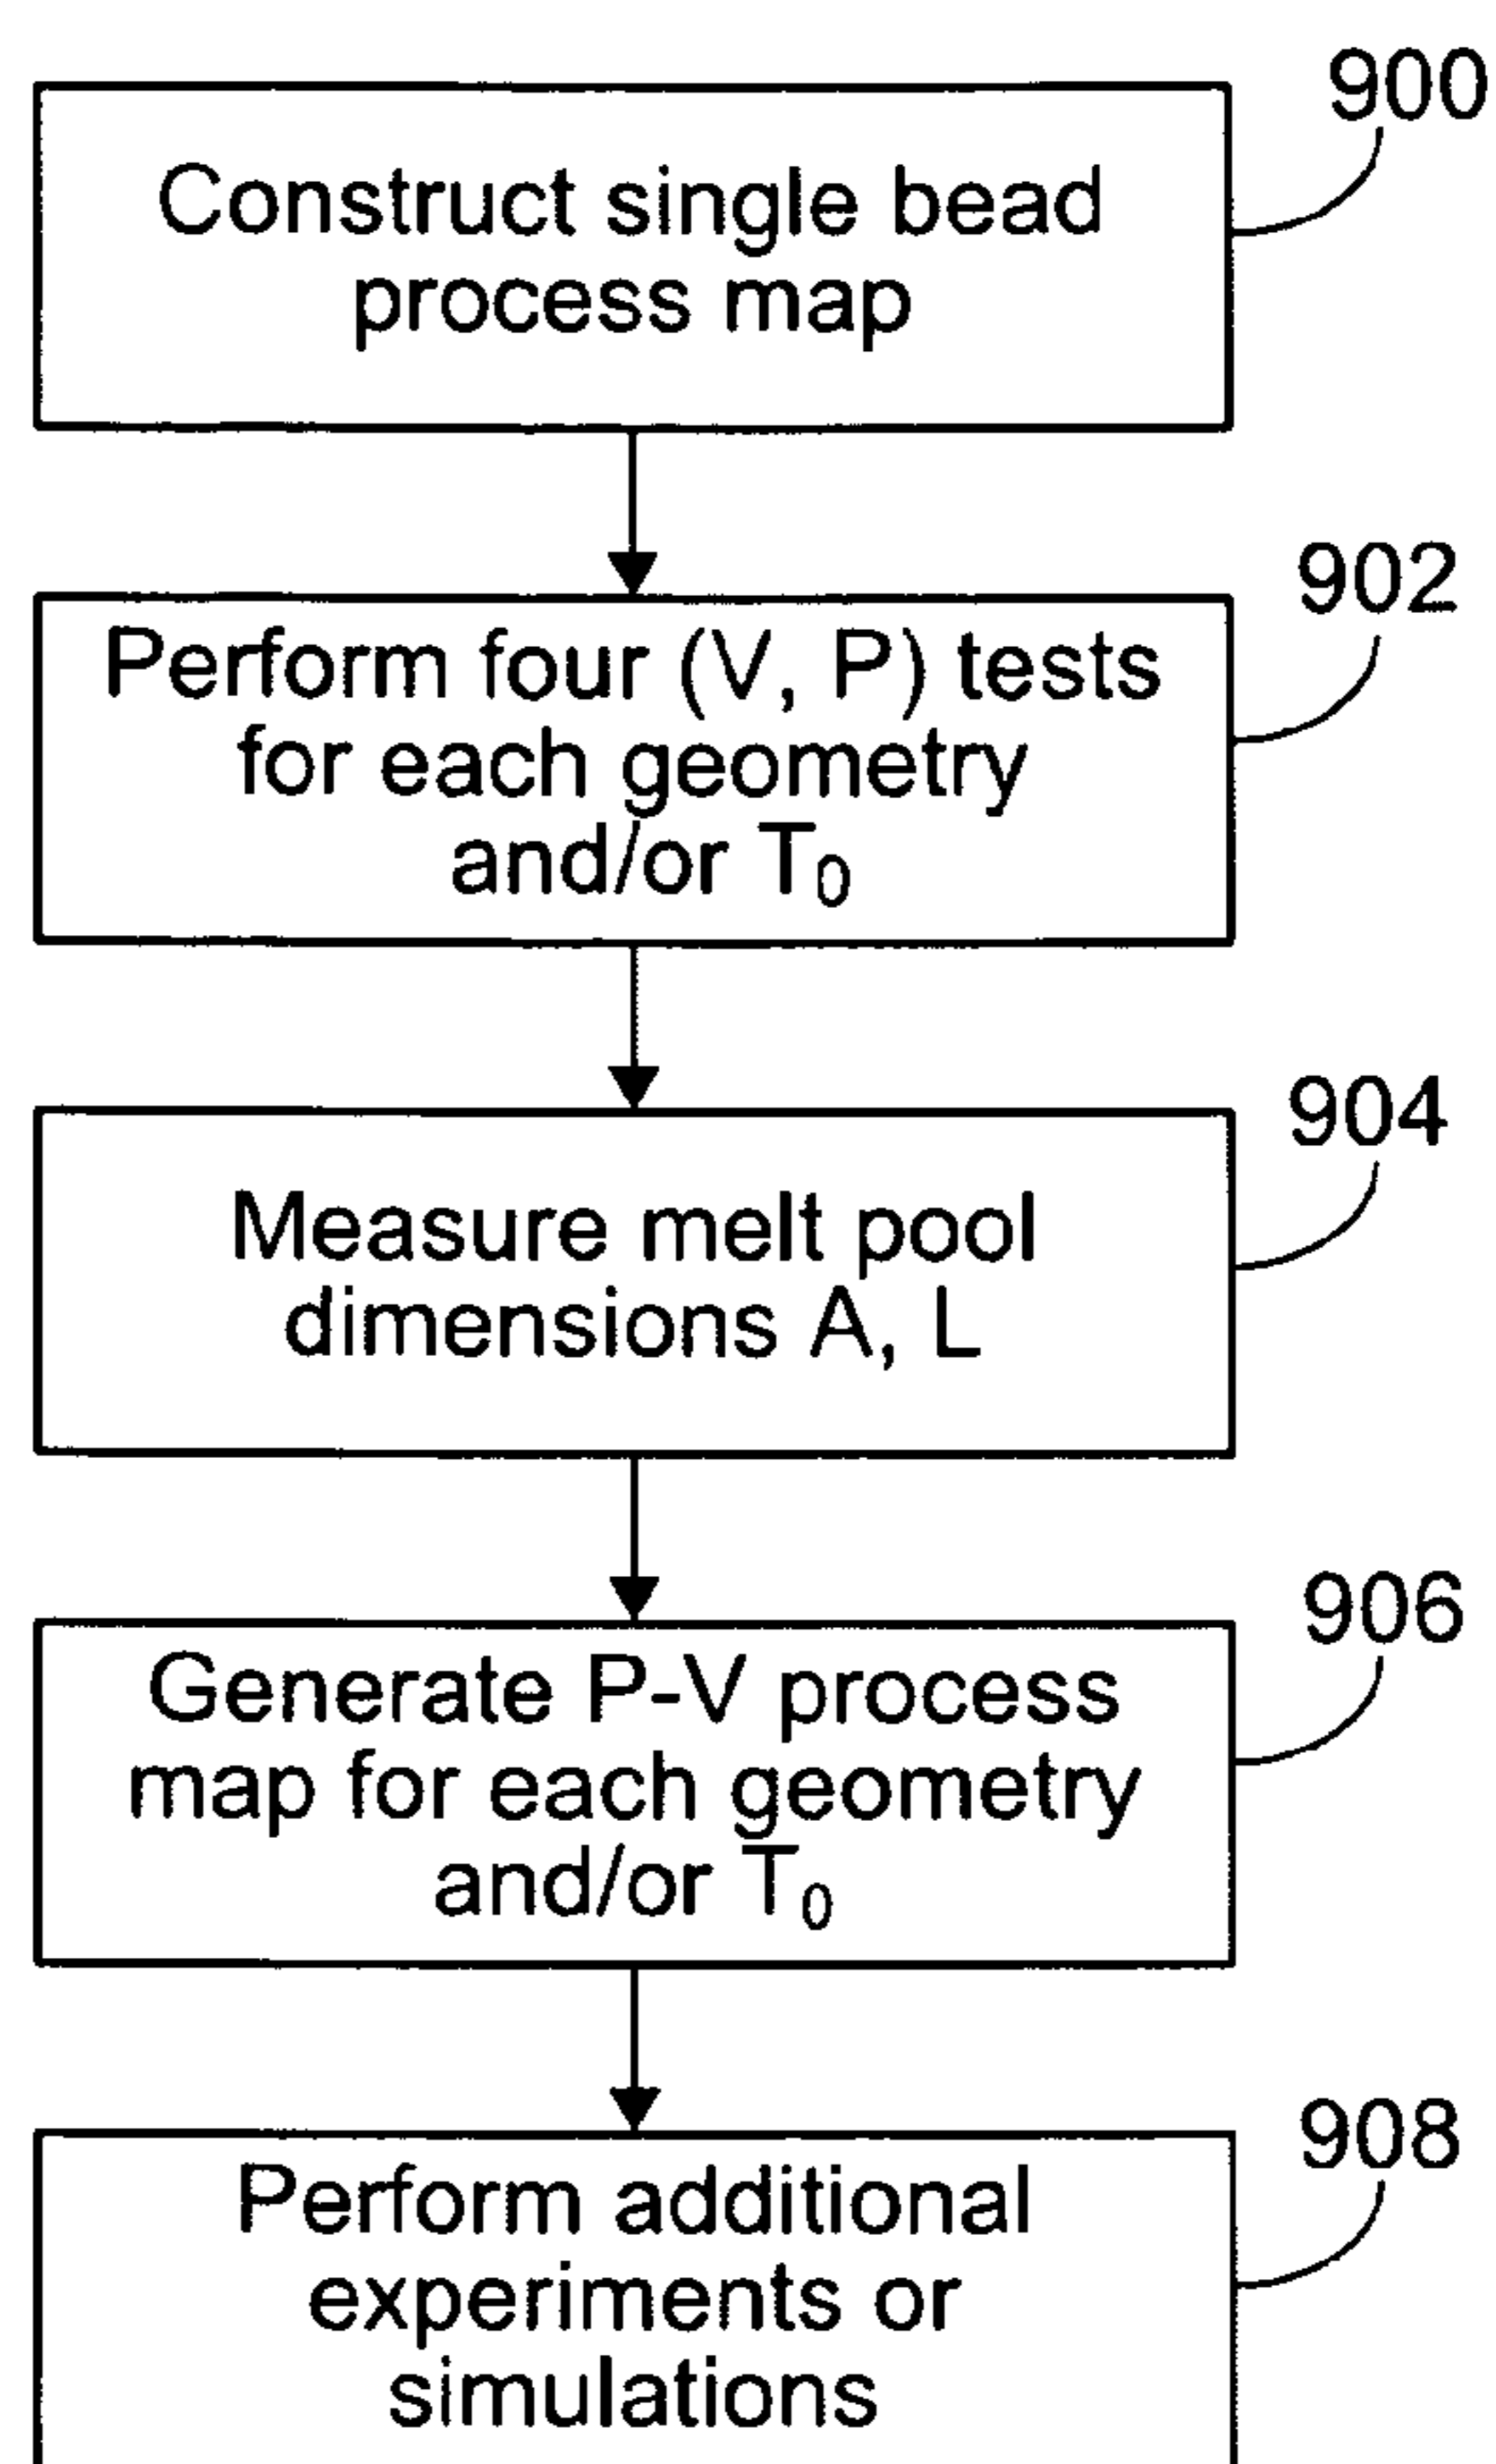 900
Construct single bead
process map
902
Perform four (V, P) tests
for each geometry
and/or T₀
904
Measure melt pool
dimensions A, L
906
Generate P-V process
map for each geometry
and/or T₀
908
Perform additional
experiments or
simulations